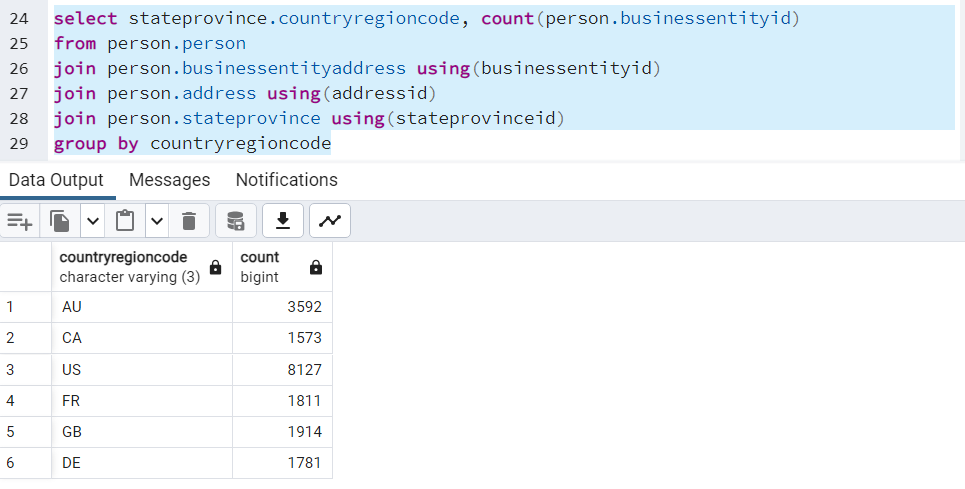 24 select stateprovince.countryregioncode, count(person.businessentityid)
25 from person.person
26 join person.businessentityaddress using(businessentityid)
27 join person.address using(addressid)
28 join person.stateprovince using(stateprovinceid)
29 group by countryregioncode
Data Output Messages Notifications
countryregioncode count
character varying (3) bigint
1 AU 3592
2 CA 1573
3 US 8127
4 FR 1811
5 GB 1914
6 DE 1781